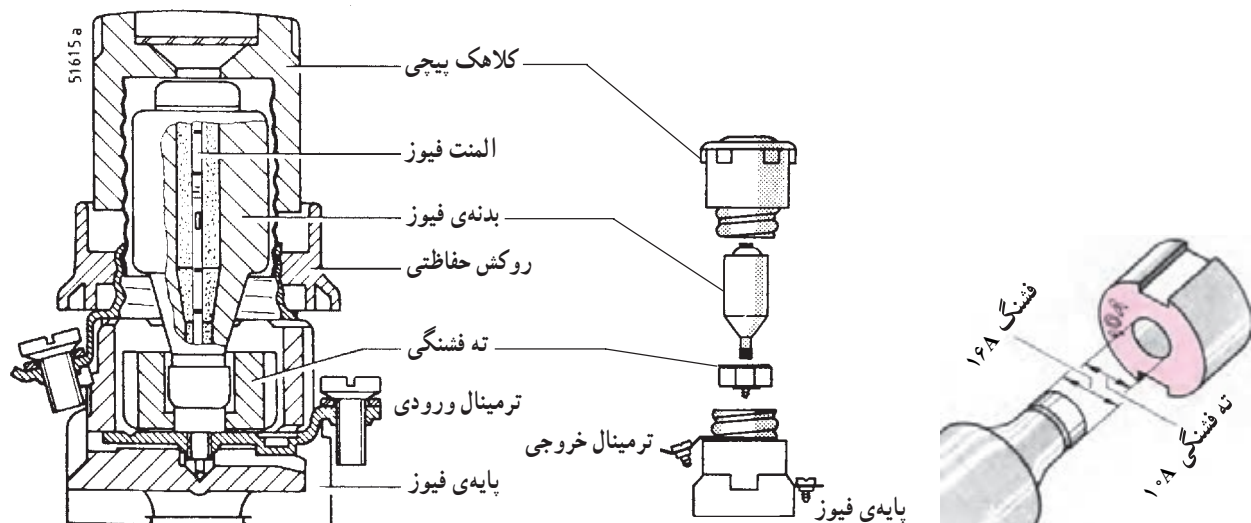 51615 a
کلاهک پیچی
المنت فیوز
بدنه‌ی فیوز
روکش حفاظتی
ته فشنگی
ترمینال ورودی
پایه‌ی فیوز
ترمینال خروجی
پایه‌ی فیوز
فشنگ ۱۶A
ته فشنگی ۱۰A
10A